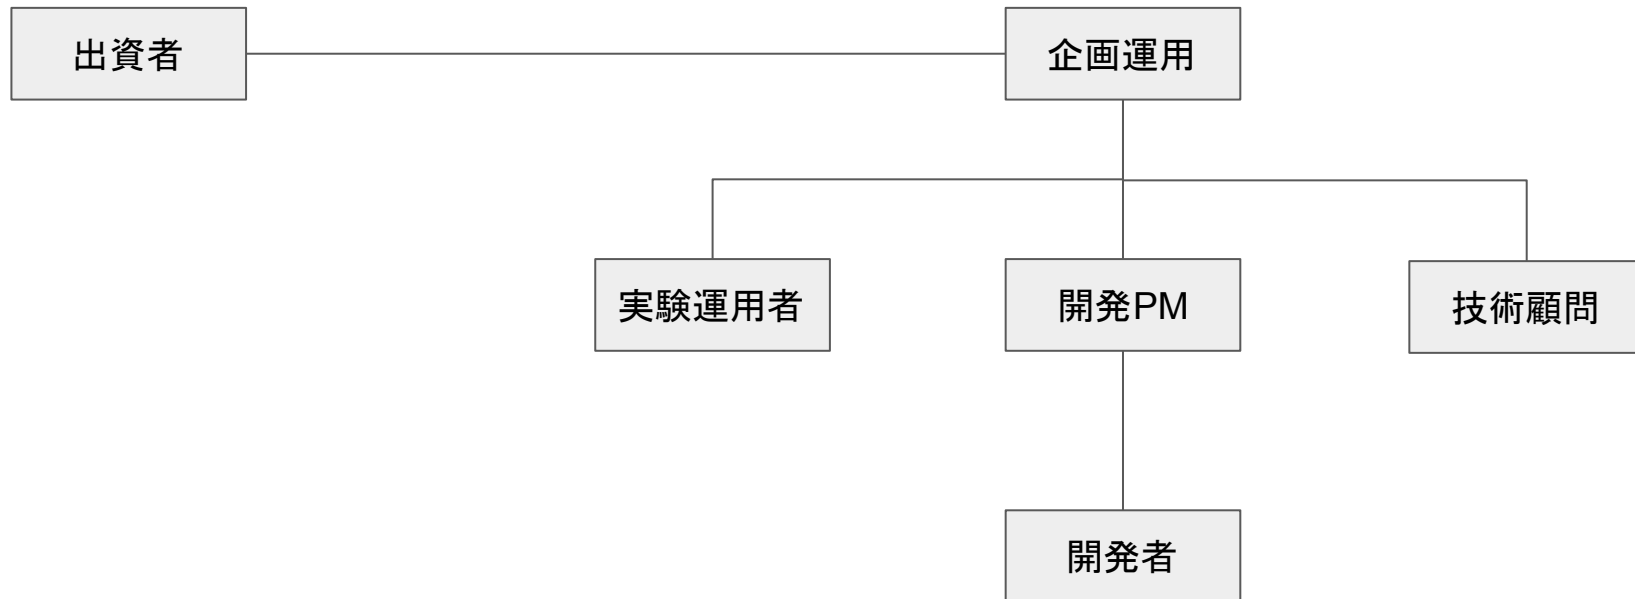 出資者
企画運用
実験運用者
開発PM
技術顧問
開発者